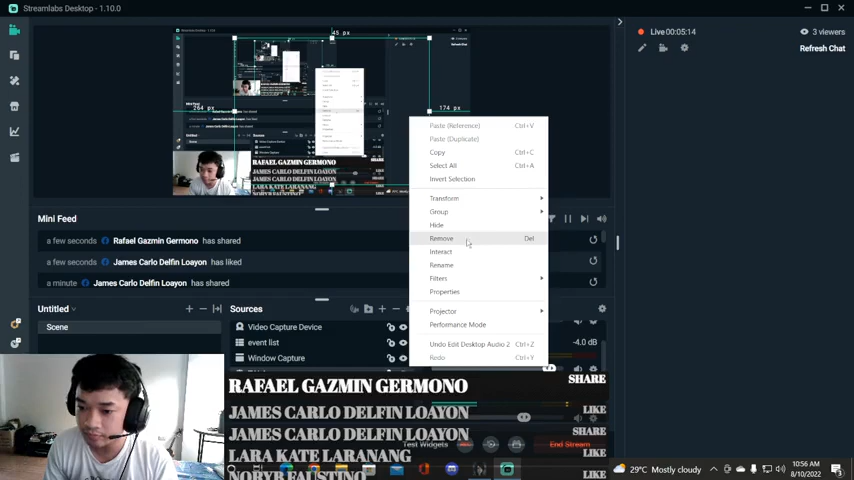 Streamlabs Desktop - 1.10.0
Live 00:05:14
3 viewers
Refresh Chat
45 px
264 px
174 px
Paste (Reference) Ctrl+V
Paste (Duplicate)
Copy Ctrl+C
Select All Ctrl+A
Invert Selection
Transform
Group
Hide
Remove Del
Interact
Rename
Filters
Properties
Projector
Performance Mode
Undo Edit Desktop Audio 2 Ctrl+Z
Redo Ctrl+Y
Mini Feed
a few seconds Rafael Gazmin Germono has shared
a few seconds James Carlo Delfin Loayon has liked
a minute James Carlo Delfin Loayon has shared
Untitled
Scene
Sources
Video Capture Device
event list
Window Capture
-4.0 dB
RAFAEL GAZMIN GERMONO SHARE
JAMES CARLO DELFIN LOAYON LIKE
JAMES CARLO DELFIN LOAYON SHARE
LARA KATE LARANANG LIKE
Test Widgets
End Stream
29°C Mostly cloudy
10:56 AM
8/10/2022